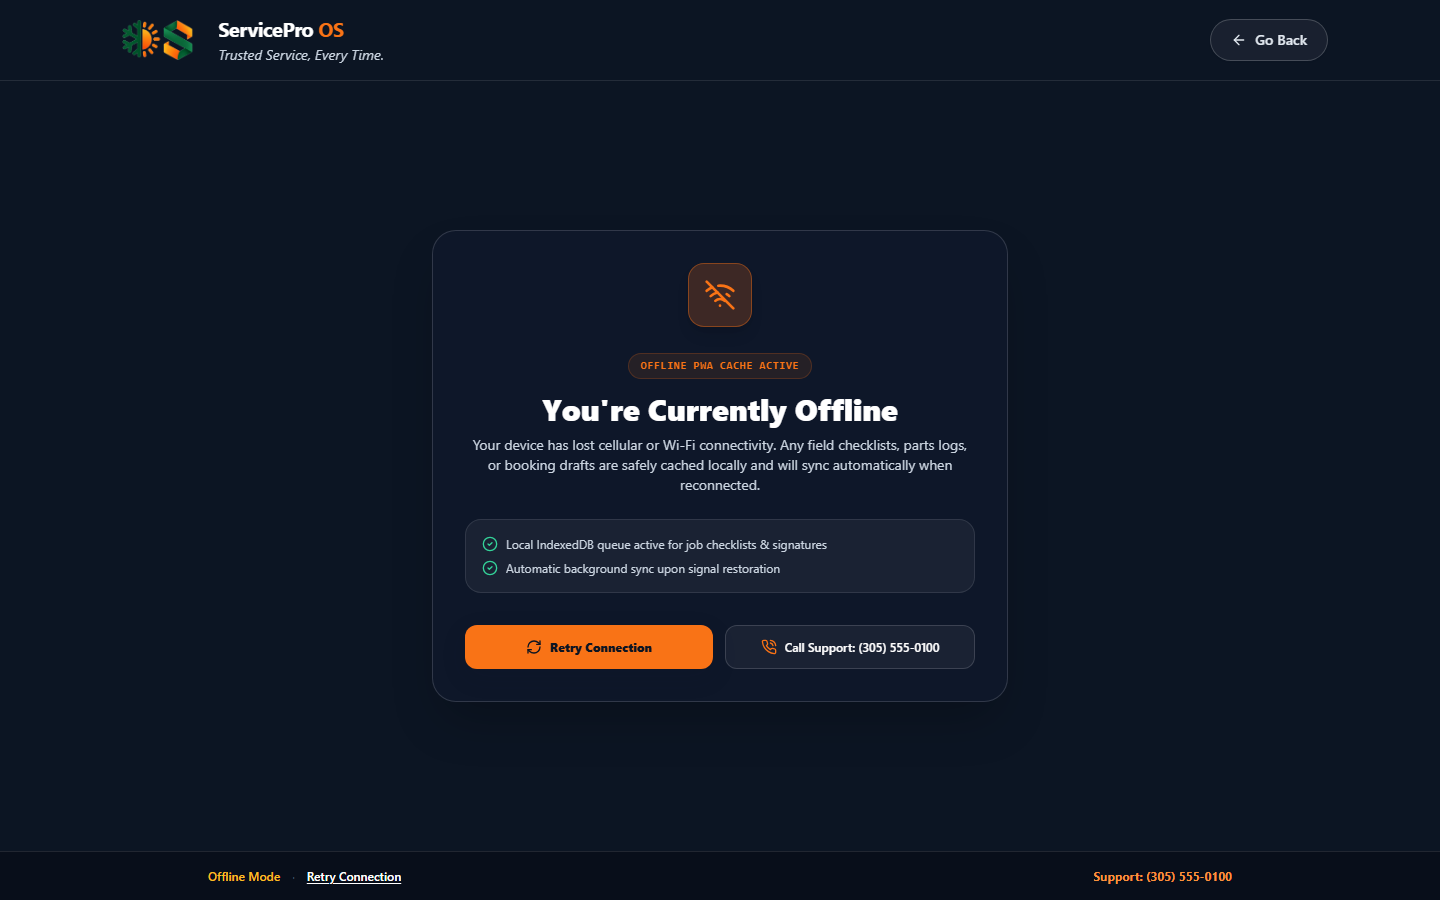 ServicePro OS
Trusted Service, Every Time.
Go Back
OFFLINE PWA CACHE ACTIVE
You're Currently Offline
Your device has lost cellular or Wi-Fi connectivity. Any field checklists, parts logs,
or booking drafts are safely cached locally and will sync automatically when
reconnected.
Local IndexedDB queue active for job checklists & signatures
Automatic background sync upon signal restoration
Retry Connection
Call Support: (305) 555-0100
Offline Mode · Retry Connection
Support: (305) 555-0100